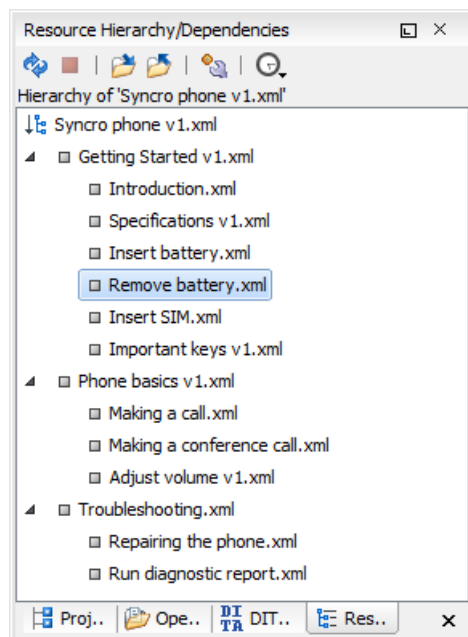 Resource Hierarchy/Dependencies
Hierarchy of 'Syncro phone v1.xml'
Syncro phone v1.xml
Getting Started v1.xml
Introduction.xml
Specifications v1.xml
Insert battery.xml
Remove battery.xml
Insert SIM.xml
Important keys v1.xml
Phone basics v1.xml
Making a call.xml
Making a conference call.xml
Adjust volume v1.xml
Troubleshooting.xml
Repairing the phone.xml
Run diagnostic report.xml
Proj.. Ope.. DITA DIT.. Res..